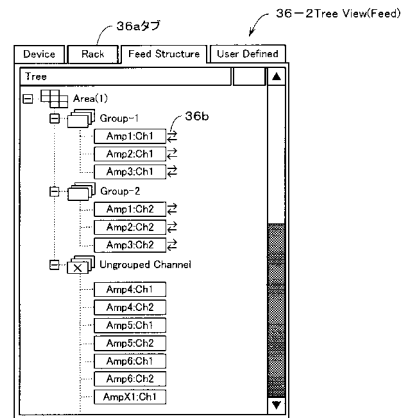 36aタブ
36－2Tree View(Feed)
Device Rack Feed Structure User Defined
Tree
Area(1)
Group-1
36b
Amp1:Ch1
Amp2:Ch1
Amp3:Ch1
Group-2
Amp1:Ch2
Amp2:Ch2
Amp3:Ch2
Ungrouped Channel
Amp4:Ch1
Amp4:Ch2
Amp5:Ch1
Amp5:Ch2
Amp6:Ch1
Amp6:Ch2
AmpX1:Ch1